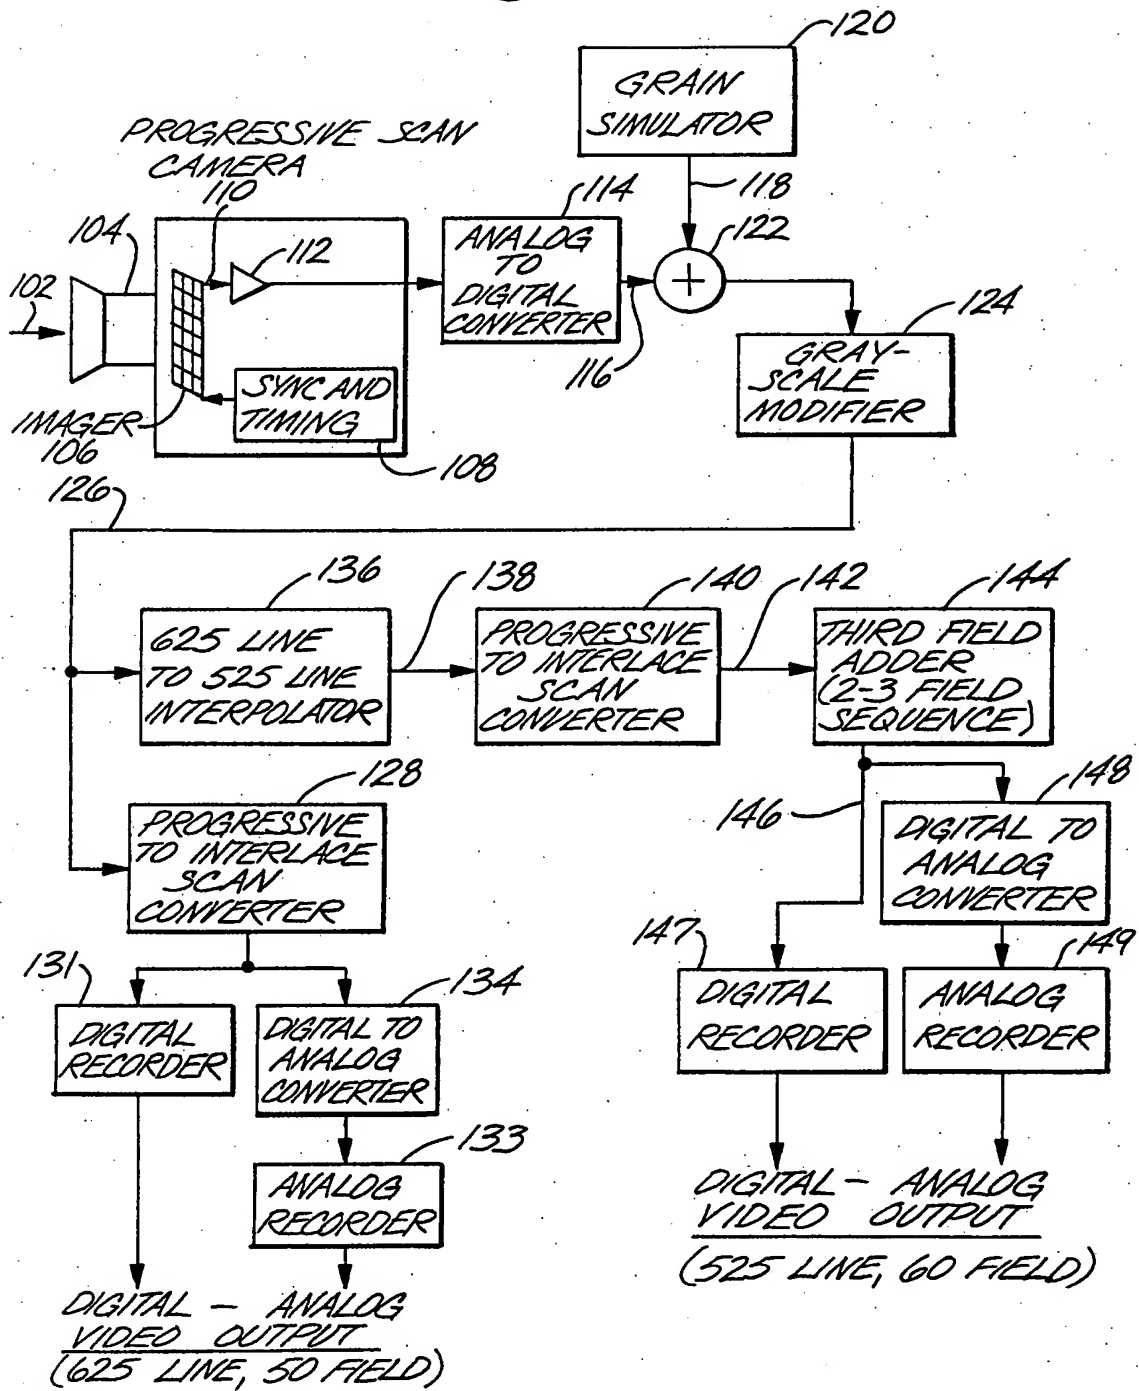 120
GRAIN
SIMULATOR
118
PROGRESSIVE SCAN
CAMERA
110
104
102
112
IMAGER
106
SYNC AND
TIMING
108
114
ANALOG
TO
DIGITAL
CONVERTER
116
122
+
124
GRAY-
SCALE
MODIFIER
126
136
625 LINE
TO 525 LINE
INTERPOLATOR
138
140
PROGRESSIVE
TO INTERLACE
SCAN
CONVERTER
142
144
THIRD FIELD
ADDER
(2-3 FIELD
SEQUENCE)
128
PROGRESSIVE
TO INTERLACE
SCAN
CONVERTER
146
148
DIGITAL TO
ANALOG
CONVERTER
131
DIGITAL
RECORDER
134
DIGITAL TO
ANALOG
CONVERTER
147
DIGITAL
RECORDER
149
ANALOG
RECORDER
133
ANALOG
RECORDER
DIGITAL - ANALOG
VIDEO OUTPUT
(525 LINE, 60 FIELD)
DIGITAL - ANALOG
VIDEO OUTPUT
(625 LINE, 50 FIELD)